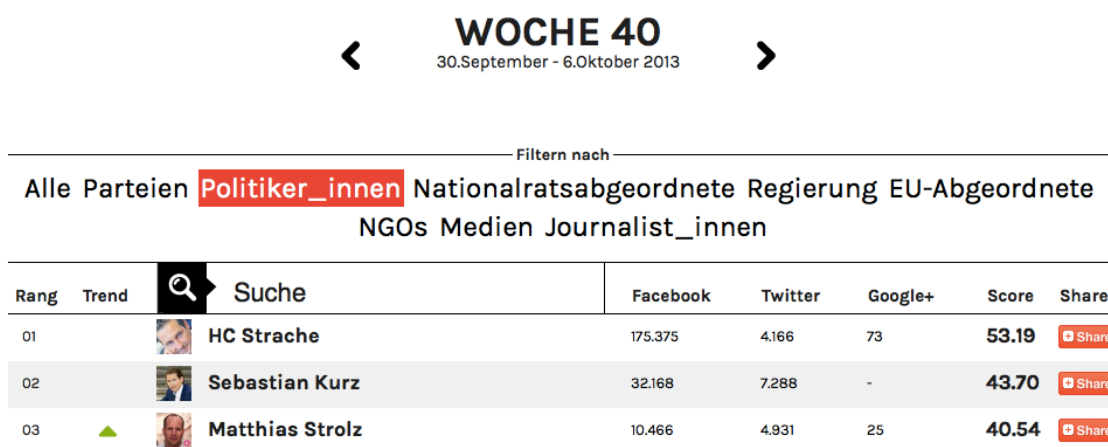 WOCHE 40
30.September - 6.Oktober 2013
Filtern nach
Alle Parteien Politiker_innen Nationalratsabgeordnete Regierung EU-Abgeordnete
NGOs Medien Journalist_innen
Rang Trend Suche Facebook Twitter Google+ Score Share
01 HC Strache 175.375 4.166 73 53.19 Share
02 Sebastian Kurz 32.168 7.288 - 43.70 Share
03 Matthias Strolz 10.466 4.931 25 40.54 Share